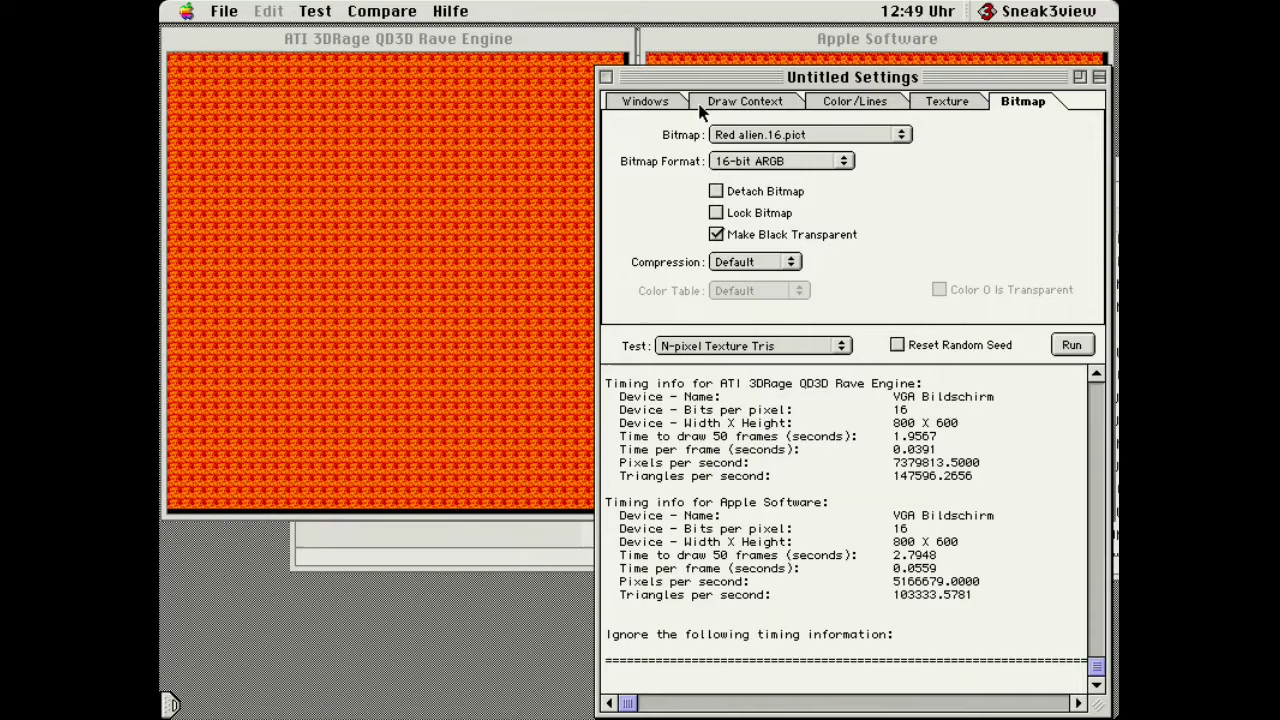 File Edit Test Compare Hilfe 12:49 Uhr Sneak3view
ATI 3DRage QD3D Rave Engine
Apple Software
Untitled Settings
Windows Draw Context Color/Lines Texture Bitmap
Bitmap: Red alien.16.pict
Bitmap Format: 16-bit ARGB
Detach Bitmap
Lock Bitmap
Make Black Transparent
Compression: Default
Color Table: Default Color 0 Is Transparent
Test: N-pixel Texture Tris Reset Random Seed Run
Timing info for ATI 3DRage QD3D Rave Engine:
Device - Name: VGA Bildschirm
Device - Bits per pixel: 16
Device - Width X Height: 800 X 600
Time to draw 50 frames (seconds): 1.9567
Time per frame (seconds): 0.0391
Pixels per second: 7379813.5000
Triangles per second: 147596.2656
Timing info for Apple Software:
Device - Name: VGA Bildschirm
Device - Bits per pixel: 16
Device - Width X Height: 800 X 600
Time to draw 50 frames (seconds): 2.7948
Time per frame (seconds): 0.0559
Pixels per second: 5166679.0000
Triangles per second: 103333.5781
Ignore the following timing information: